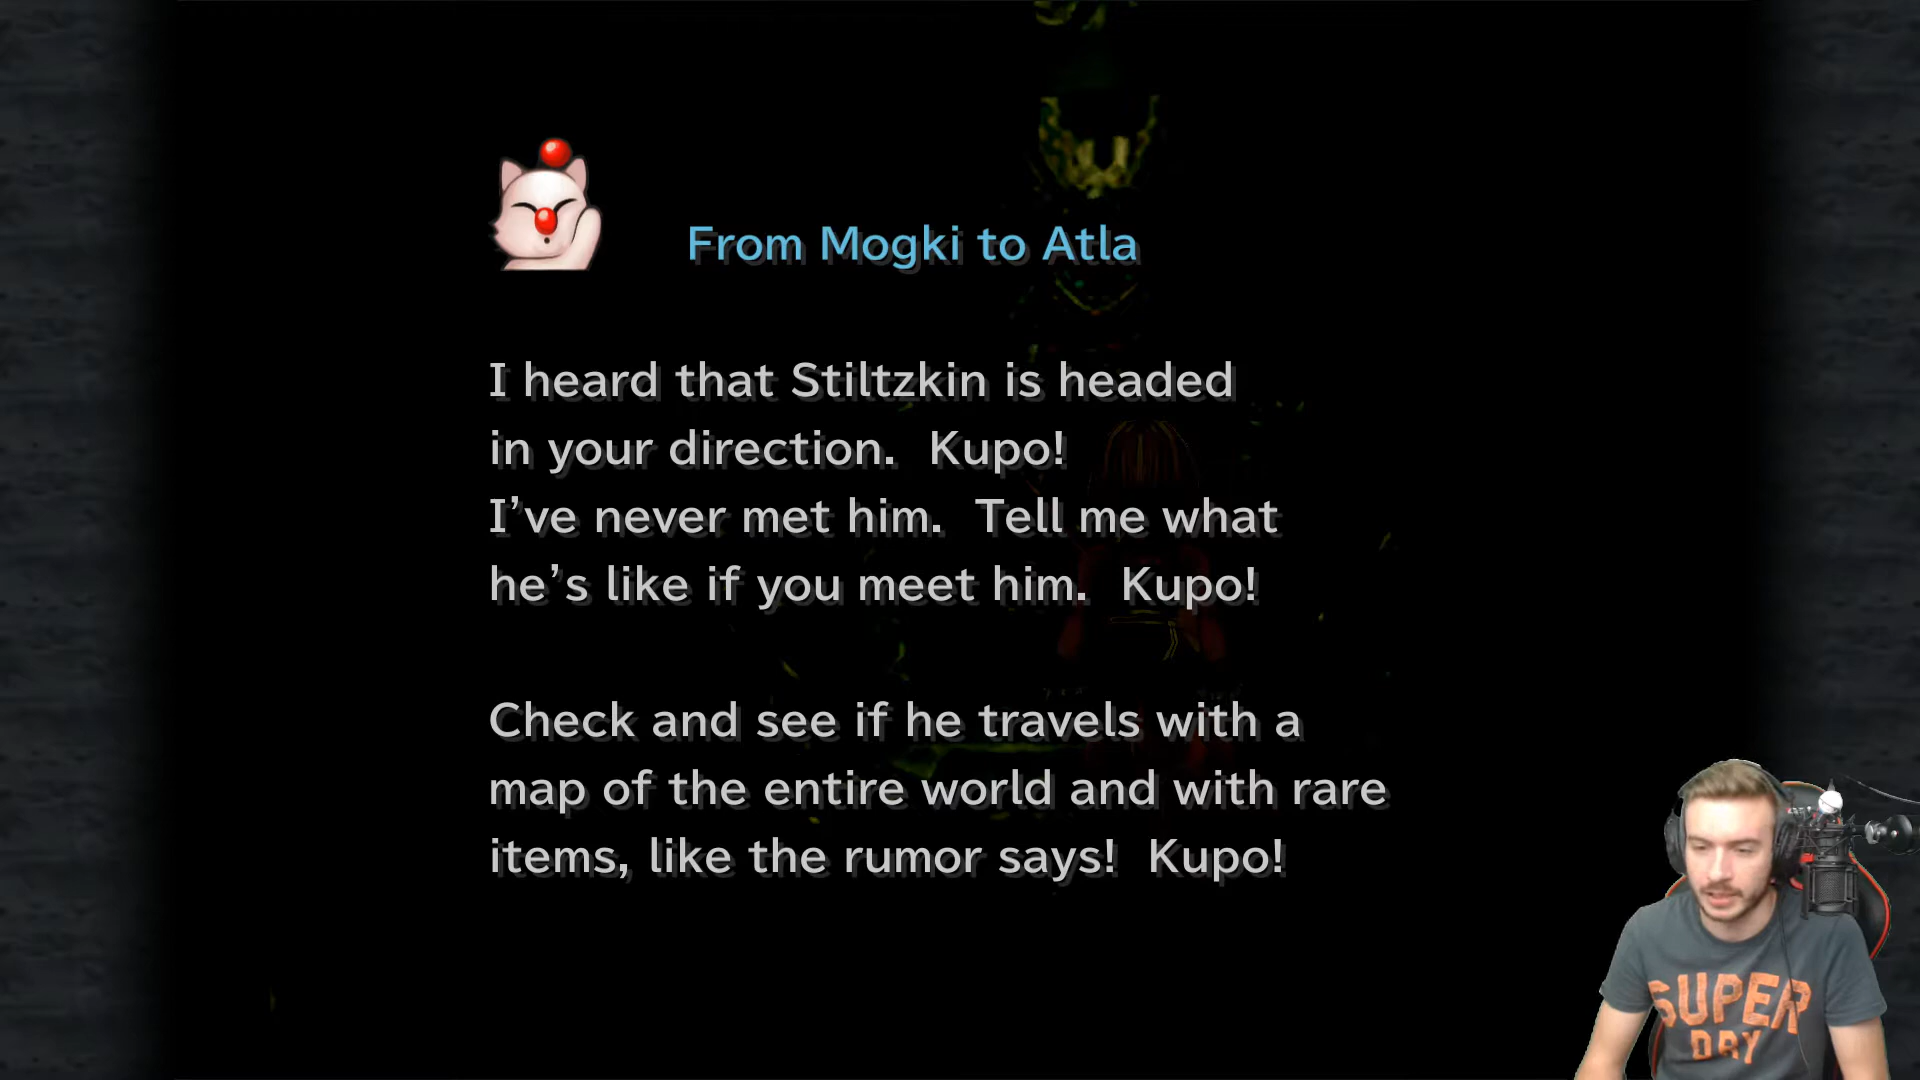 From Mogki to Atla
I heard that Stiltzkin is headed
in your direction.  Kupo!
I've never met him.  Tell me what
he's like if you meet him.  Kupo!
Check and see if he travels with a
map of the entire world and with rare
items, like the rumor says!  Kupo!
SUPER
DRY